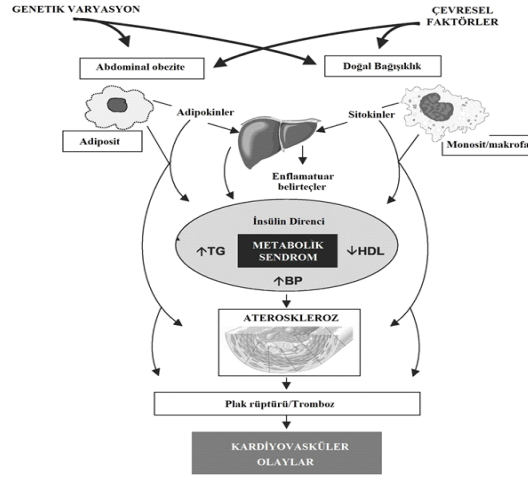 GENETIK VARYASYON
ÇEVRESEL
FAKTÖRLER
Abdominal obezite
Doğal Bağışıklık
Adipokinler
Sitokinler
Adiposit
Monosit/makrofa
Enflamatuar
belirteçler
İnsülin Direnci
↑TG
METABOLİK
SENDROM
↓HDL
↑BP
ATEROSKLEROZ
Plak rüptürü/Tromboz
KARDİYOVASKÜLER
OLAYLAR